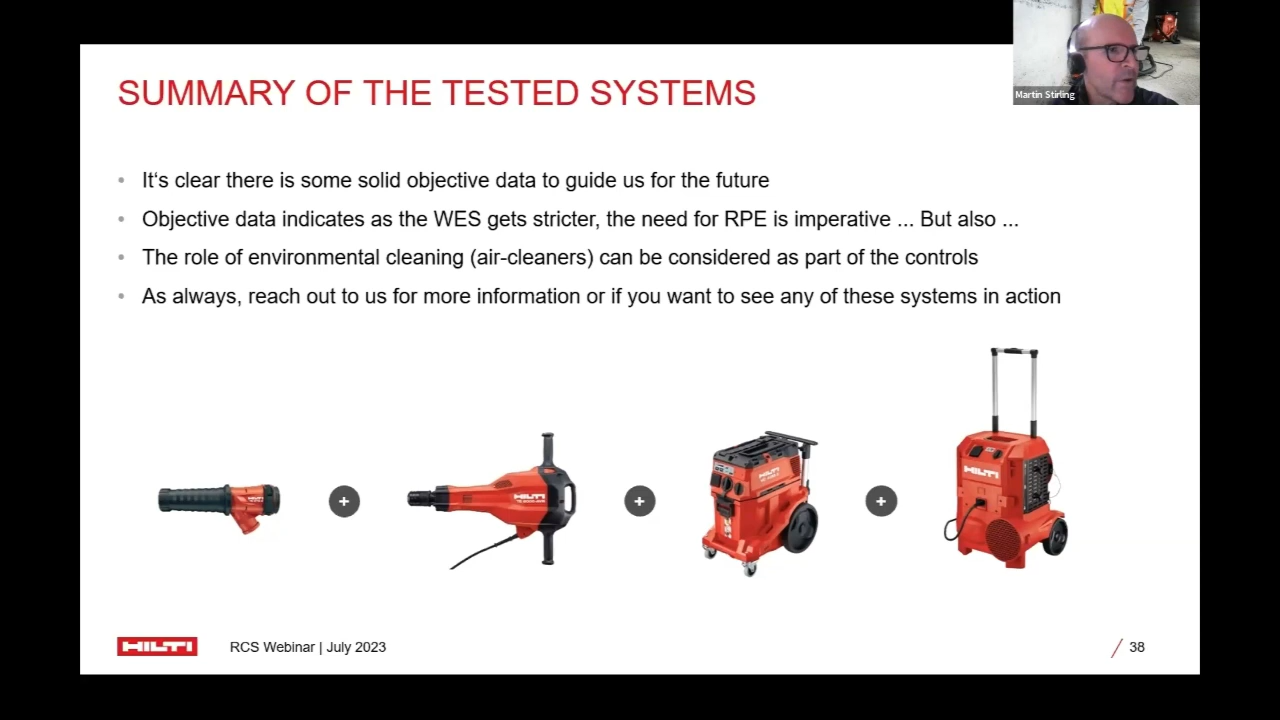 Martin Stirling
SUMMARY OF THE TESTED SYSTEMS
• It‘s clear there is some solid objective data to guide us for the future
• Objective data indicates as the WES gets stricter, the need for RPE is imperative ... But also ...
• The role of environmental cleaning (air-cleaners) can be considered as part of the controls
• As always, reach out to us for more information or if you want to see any of these systems in action
+
+
+
HILTI
HILTI
HILTI
HILTI
RCS Webinar | July 2023
38